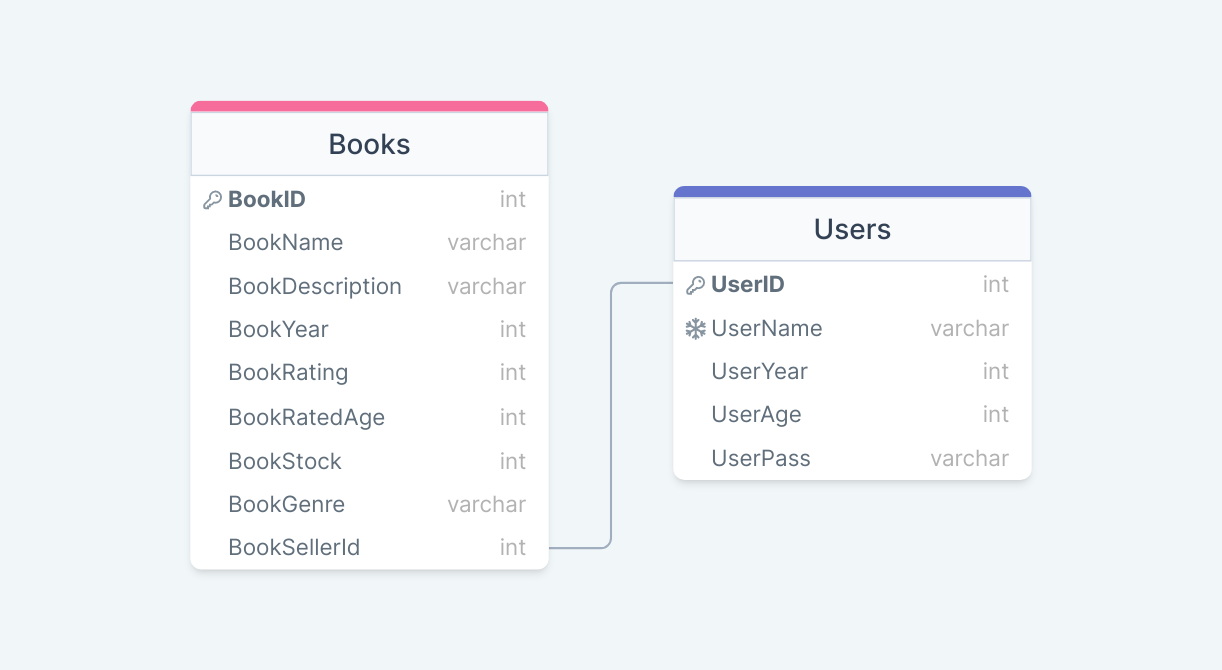 Books
BookID int
BookName varchar
BookDescription varchar
BookYear int
BookRating int
BookRatedAge int
BookStock int
BookGenre varchar
BookSellerId int
Users
UserID int
UserName varchar
UserYear int
UserAge int
UserPass varchar